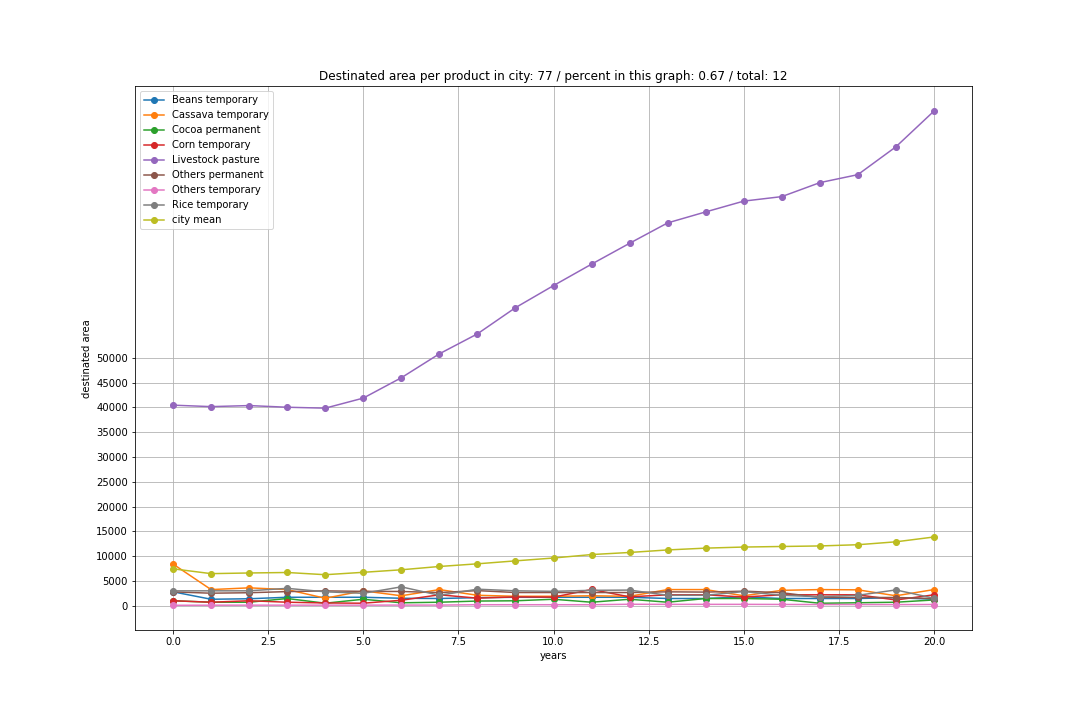 Destinated area per product in city: 77 / percent in this graph: 0.67 / total: 12
Beans temporary
Cassava temporary
Cocoa permanent
Corn temporary
Livestock pasture
Others permanent
Others temporary
Rice temporary
city mean
destinated area
50000
45000
40000
35000
30000
25000
20000
15000
10000
5000
0
0.0 2.5 5.0 7.5 10.0 12.5 15.0 17.5 20.0
years